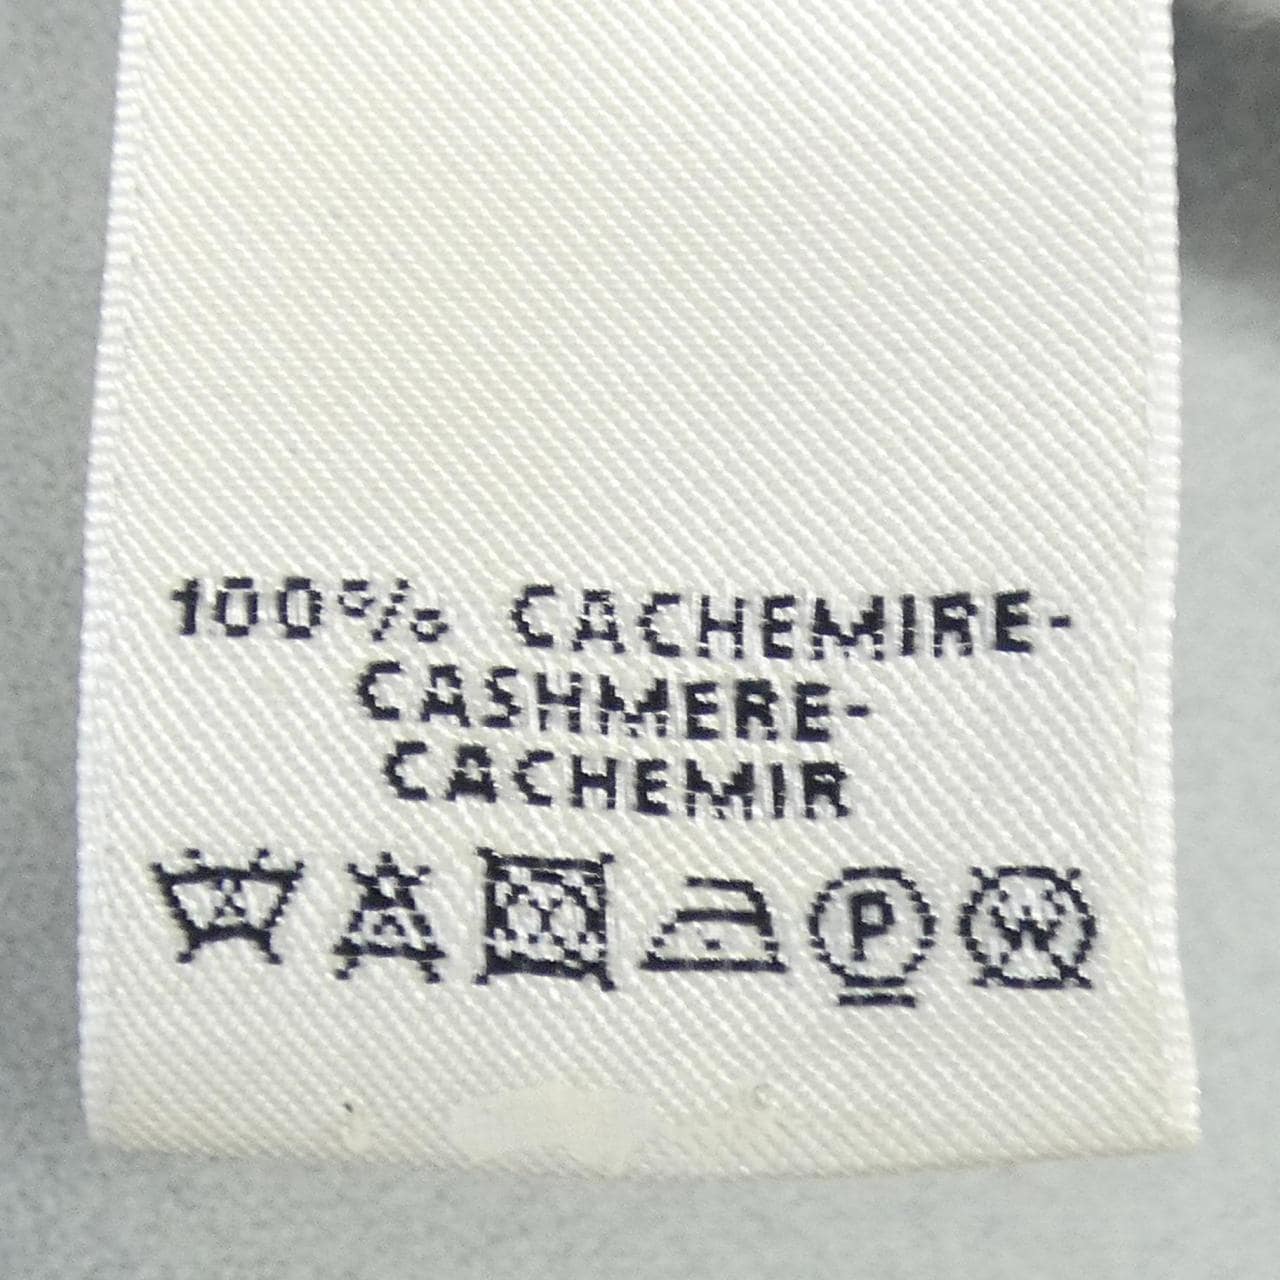 100% CACHEMIRE-
CASHMERE-
CACHEMIR
P W